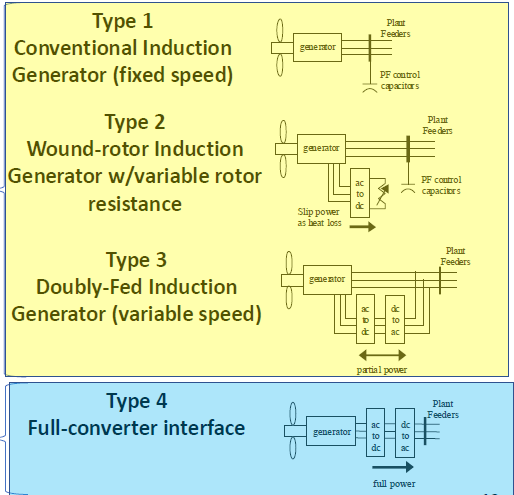 Type 1
Conventional Induction
Generator (fixed speed)
generator
Plant
Feeders
PF control
capacitors
Type 2
Wound-rotor Induction
Generator w/variable rotor
resistance
generator
Plant
Feeders
ac
to
dc
PF control
capacitors
Slip power
as heat loss
Type 3
Doubly-Fed Induction
Generator (variable speed)
generator
Plant
Feeders
ac
to
dc
dc
to
ac
partial power
Type 4
Full-converter interface
generator
ac
to
dc
dc
to
ac
Plant
Feeders
full power